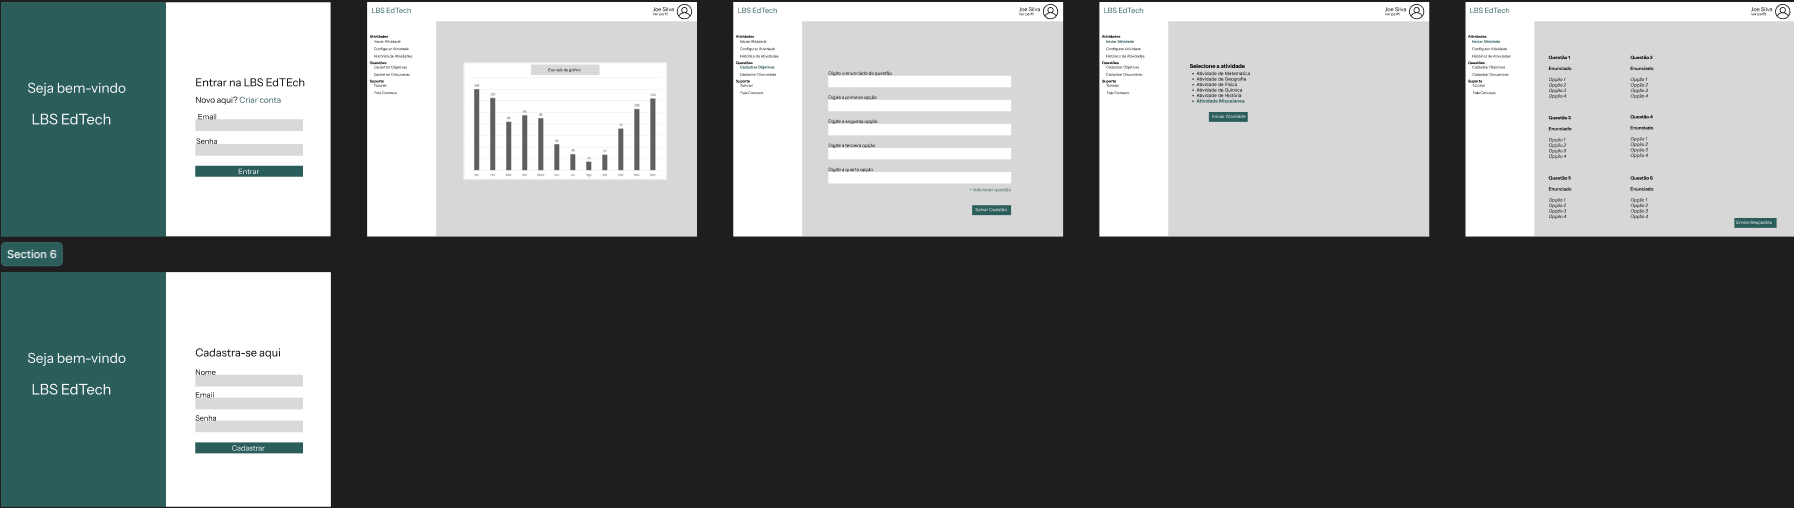 Seja bem-vindo
LBS EdTech
Entrar na LBS EdTEch
Novo aqui? Criar conta
Email
Senha
Entrar
LBS EdTech
Joe Silva
Ver perfil
Atividades
Iniciar Atividade
Configurar Atividade
Histórico de Atividades
Questões
Cadastrar Objetivas
Cadastrar Discursivas
Suporte
Tutorial
Fale Conosco
Exemplo de gráfico
LBS EdTech
Joe Silva
Ver perfil
Atividades
Iniciar Atividade
Configurar Atividade
Histórico de Atividades
Questões
Cadastrar Objetivas
Cadastrar Discursivas
Suporte
Tutorial
Fale Conosco
Digite o enunciado da questão
Digite a primeira opção
Digite a segunda opção
Digite a terceira opção
Digite a quarta opção
+ Adicionar questão
Salvar Questão
LBS EdTech
Joe Silva
Ver perfil
Atividades
Iniciar Atividade
Configurar Atividade
Histórico de Atividades
Questões
Cadastrar Objetivas
Cadastrar Discursivas
Suporte
Tutorial
Fale Conosco
Selecione a atividade
Atividade de Matemática
Atividade de Geografia
Atividade de Física
Atividade de Química
Atividade de História
Atividade Miscelanea
Iniciar Atividade
LBS EdTech
Joe Silva
Ver perfil
Atividades
Iniciar Atividade
Configurar Atividade
Histórico de Atividades
Questões
Cadastrar Objetivas
Cadastrar Discursivas
Suporte
Tutorial
Fale Conosco
Questão 1
Enunciado
Opção 1
Opção 2
Opção 3
Opção 4
Questão 2
Enunciado
Opção 1
Opção 2
Opção 3
Opção 4
Questão 3
Enunciado
Opção 1
Opção 2
Opção 3
Opção 4
Questão 4
Enunciado
Opção 1
Opção 2
Opção 3
Opção 4
Questão 5
Enunciado
Opção 1
Opção 2
Opção 3
Opção 4
Questão 6
Enunciado
Opção 1
Opção 2
Opção 3
Opção 4
Enviar Respostas
Section 6
Seja bem-vindo
LBS EdTech
Cadastra-se aqui
Nome
Email
Senha
Cadastrar